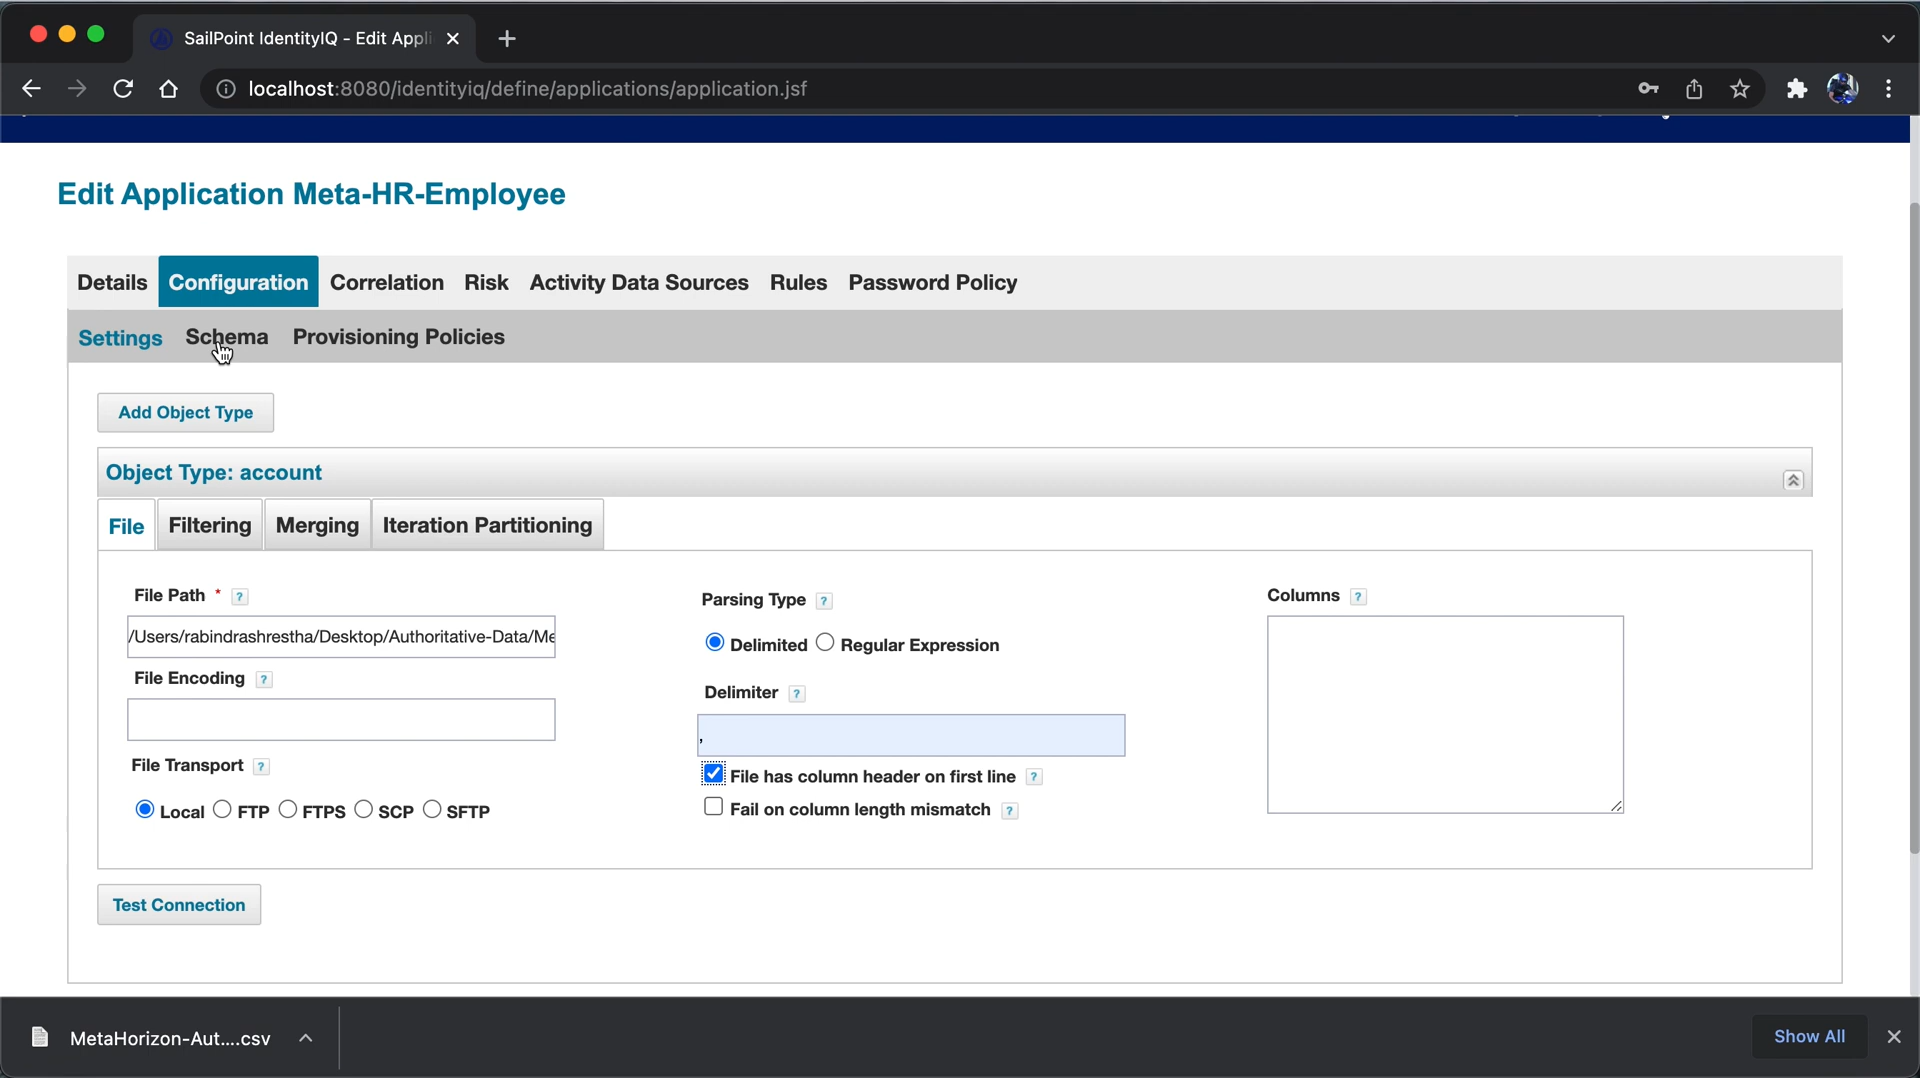 SailPoint IdentityIQ - Edit Appli
localhost:8080/identityiq/define/applications/application.jsf
Edit Application Meta-HR-Employee
Details Configuration Correlation Risk Activity Data Sources Rules Password Policy
Settings Schema Provisioning Policies
Add Object Type
Object Type: account
File Filtering Merging Iteration Partitioning
File Path * ?
/Users/rabindrashrestha/Desktop/Authoritative-Data/Me
File Encoding ?
File Transport ?
Local FTP FTPS SCP SFTP
Parsing Type ?
Delimited Regular Expression
Delimiter ?
,
File has column header on first line ?
Fail on column length mismatch ?
Columns ?
Test Connection
MetaHorizon-Aut....csv
Show All